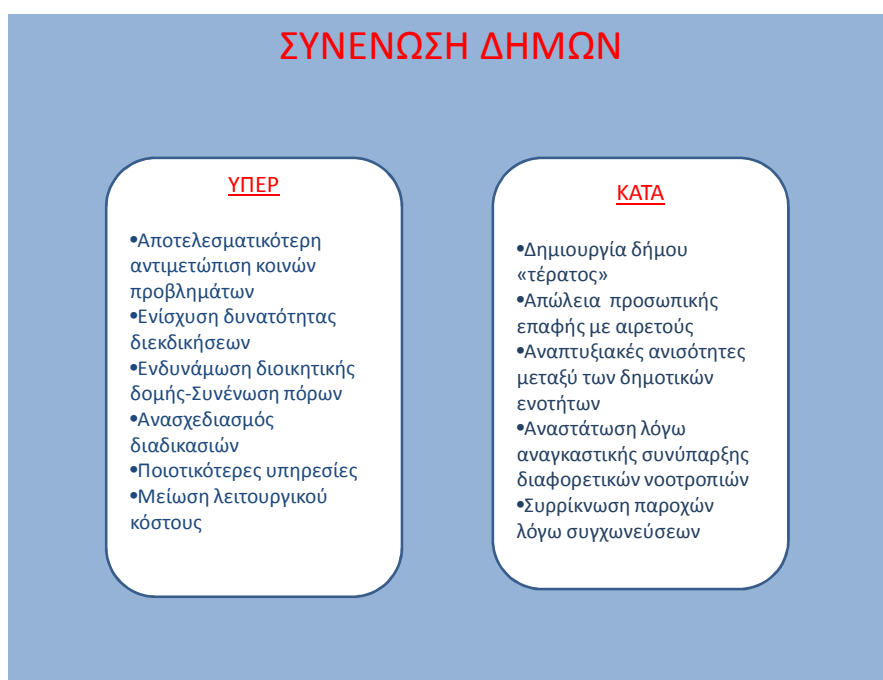 ΣΥΝΕΝΩΣΗ ΔΗΜΩΝ
ΥΠΕΡ
•Αποτελεσματικότερη
αντιμετώπιση κοινών
προβλημάτων
•Ενίσχυση δυνατότητας
διεκδικήσεων
•Ενδυνάμωση διοικητικής
δομής-Συνένωση πόρων
•Ανασχεδιασμός
διαδικασιών
•Ποιοτικότερες υπηρεσίες
•Μείωση λειτουργικού
κόστους
ΚΑΤΑ
•Δημιουργία δήμου
«τέρατος»
•Απώλεια προσωπικής
επαφής με αιρετούς
•Αναπτυξιακές ανισότητες
μεταξύ των δημοτικών
ενοτήτων
•Αναστάτωση λόγω
αναγκαστικής συνύπαρξης
διαφορετικών νοοτροπιών
•Συρρίκνωση παροχών
λόγω συγχωνεύσεων